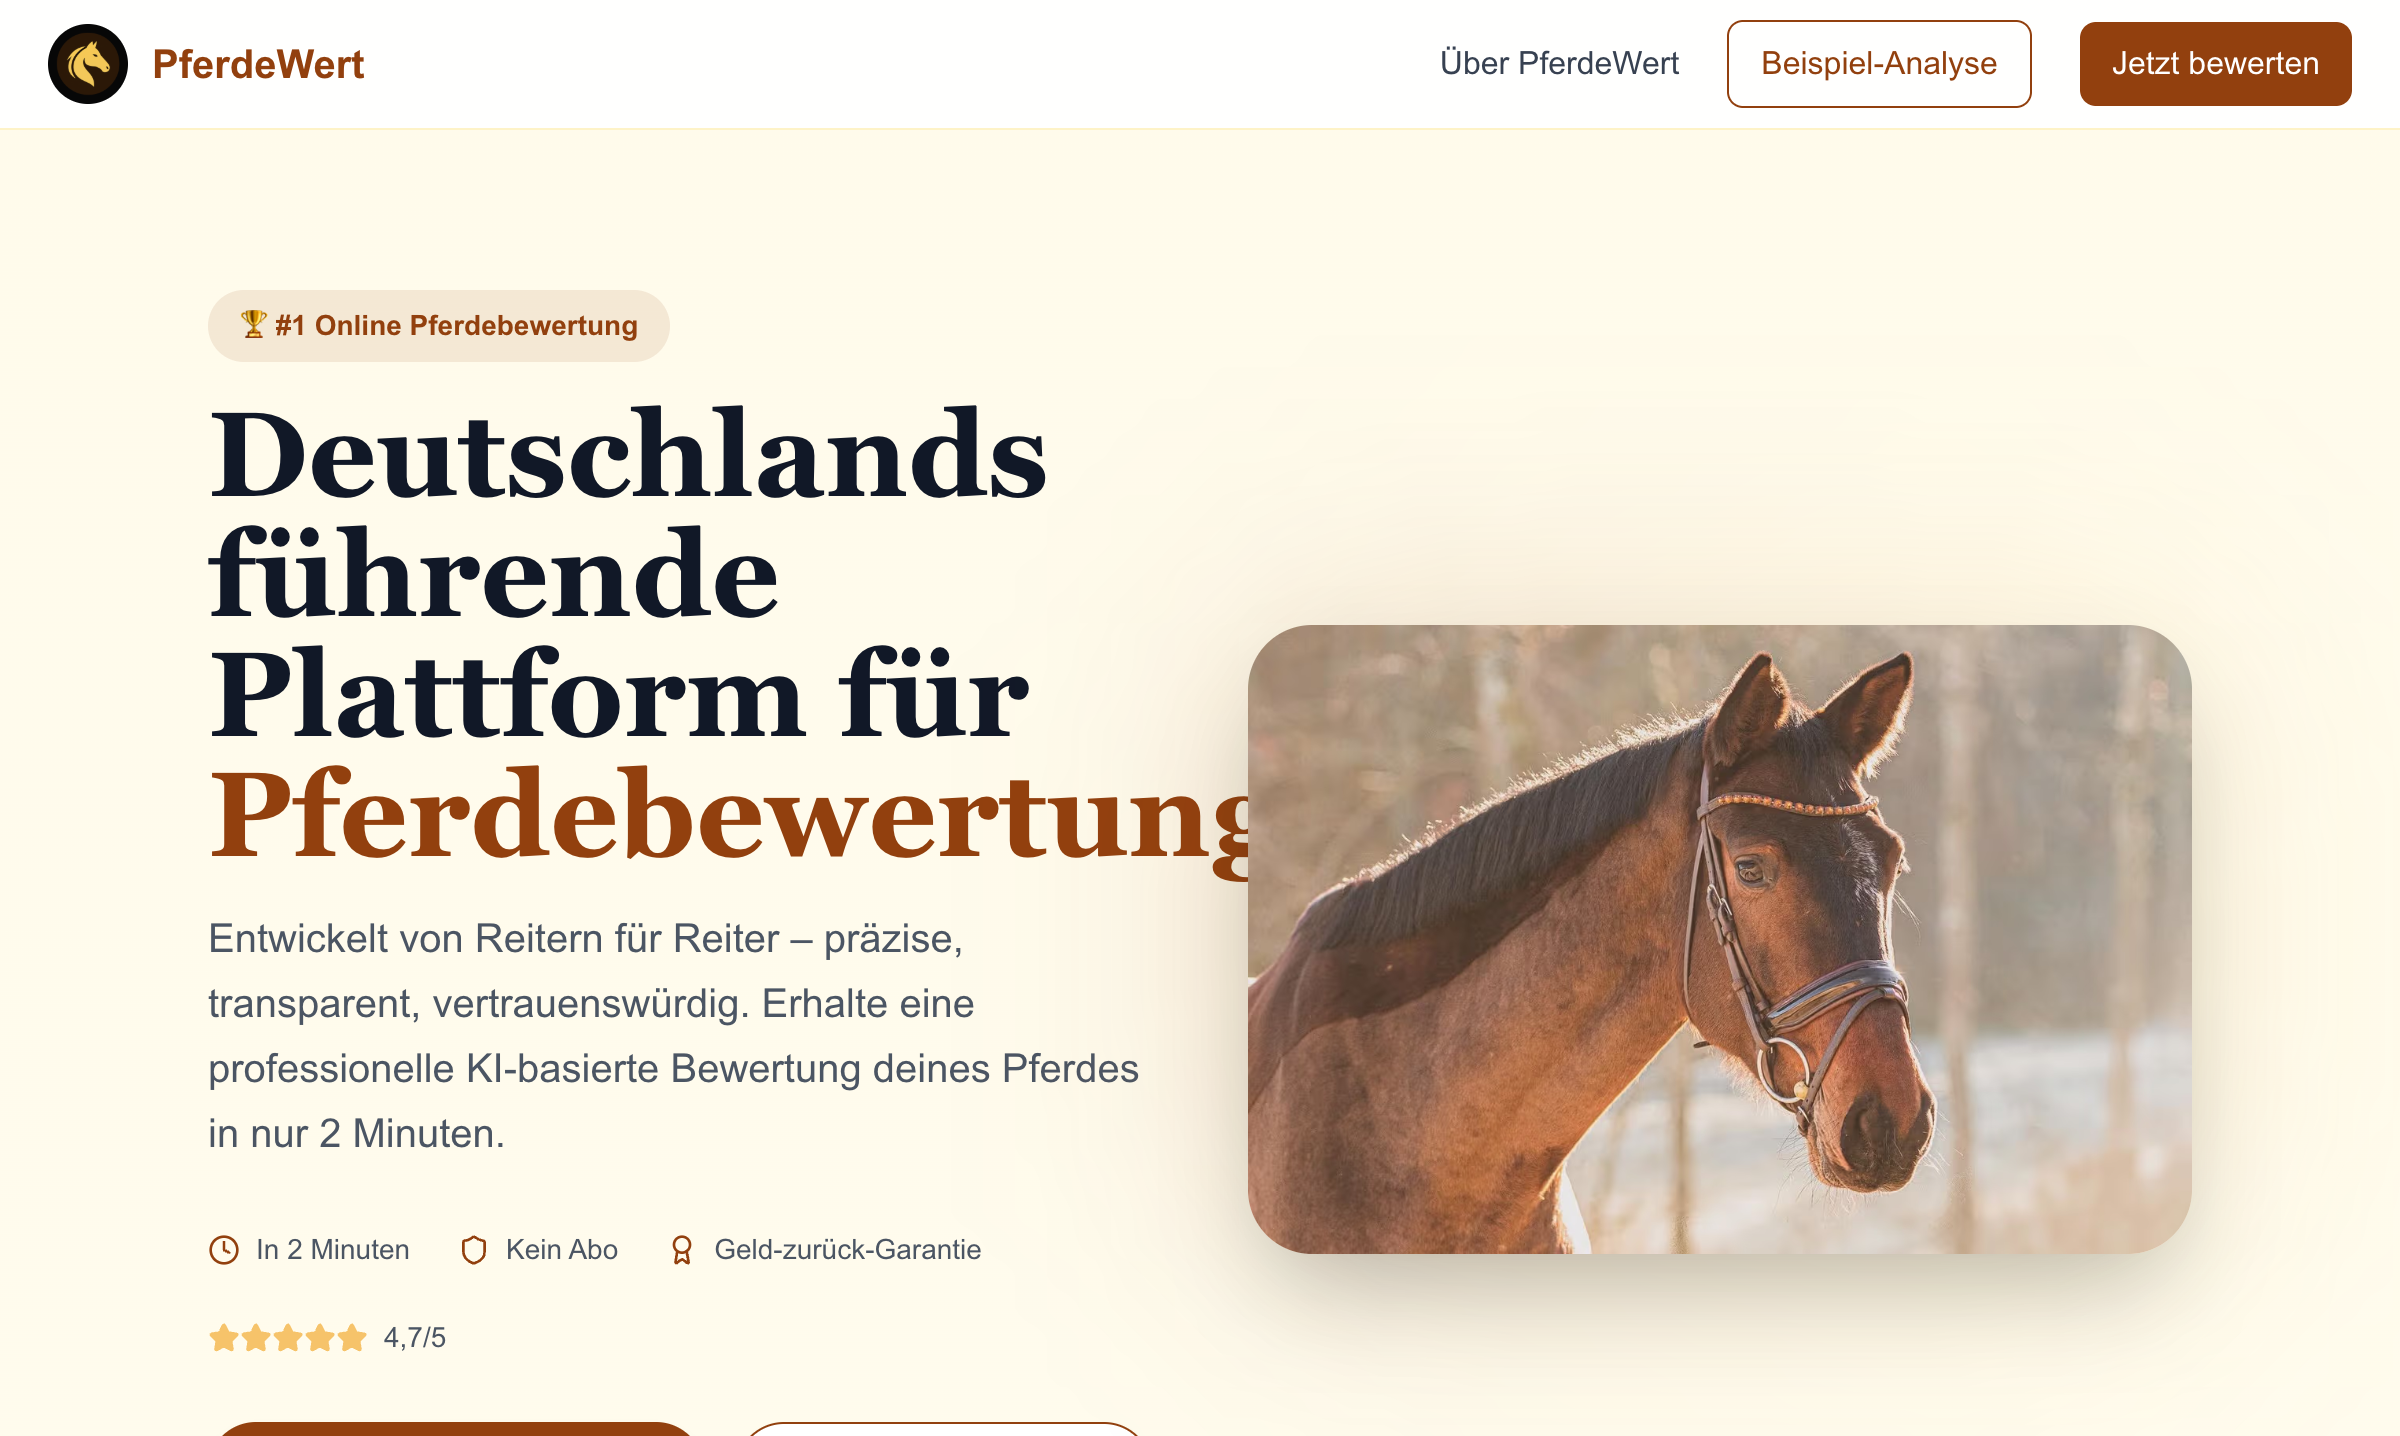 PferdeWert
Über PferdeWert
Beispiel-Analyse
Jetzt bewerten
🏆 #1 Online Pferdebewertung
Deutschlands
führende
Plattform für
Pferdebewertung
Entwickelt von Reitern für Reiter – präzise,
transparent, vertrauenswürdig. Erhalte eine
professionelle KI-basierte Bewertung deines Pferdes
in nur 2 Minuten.
In 2 Minuten
Kein Abo
Geld-zurück-Garantie
4,7/5